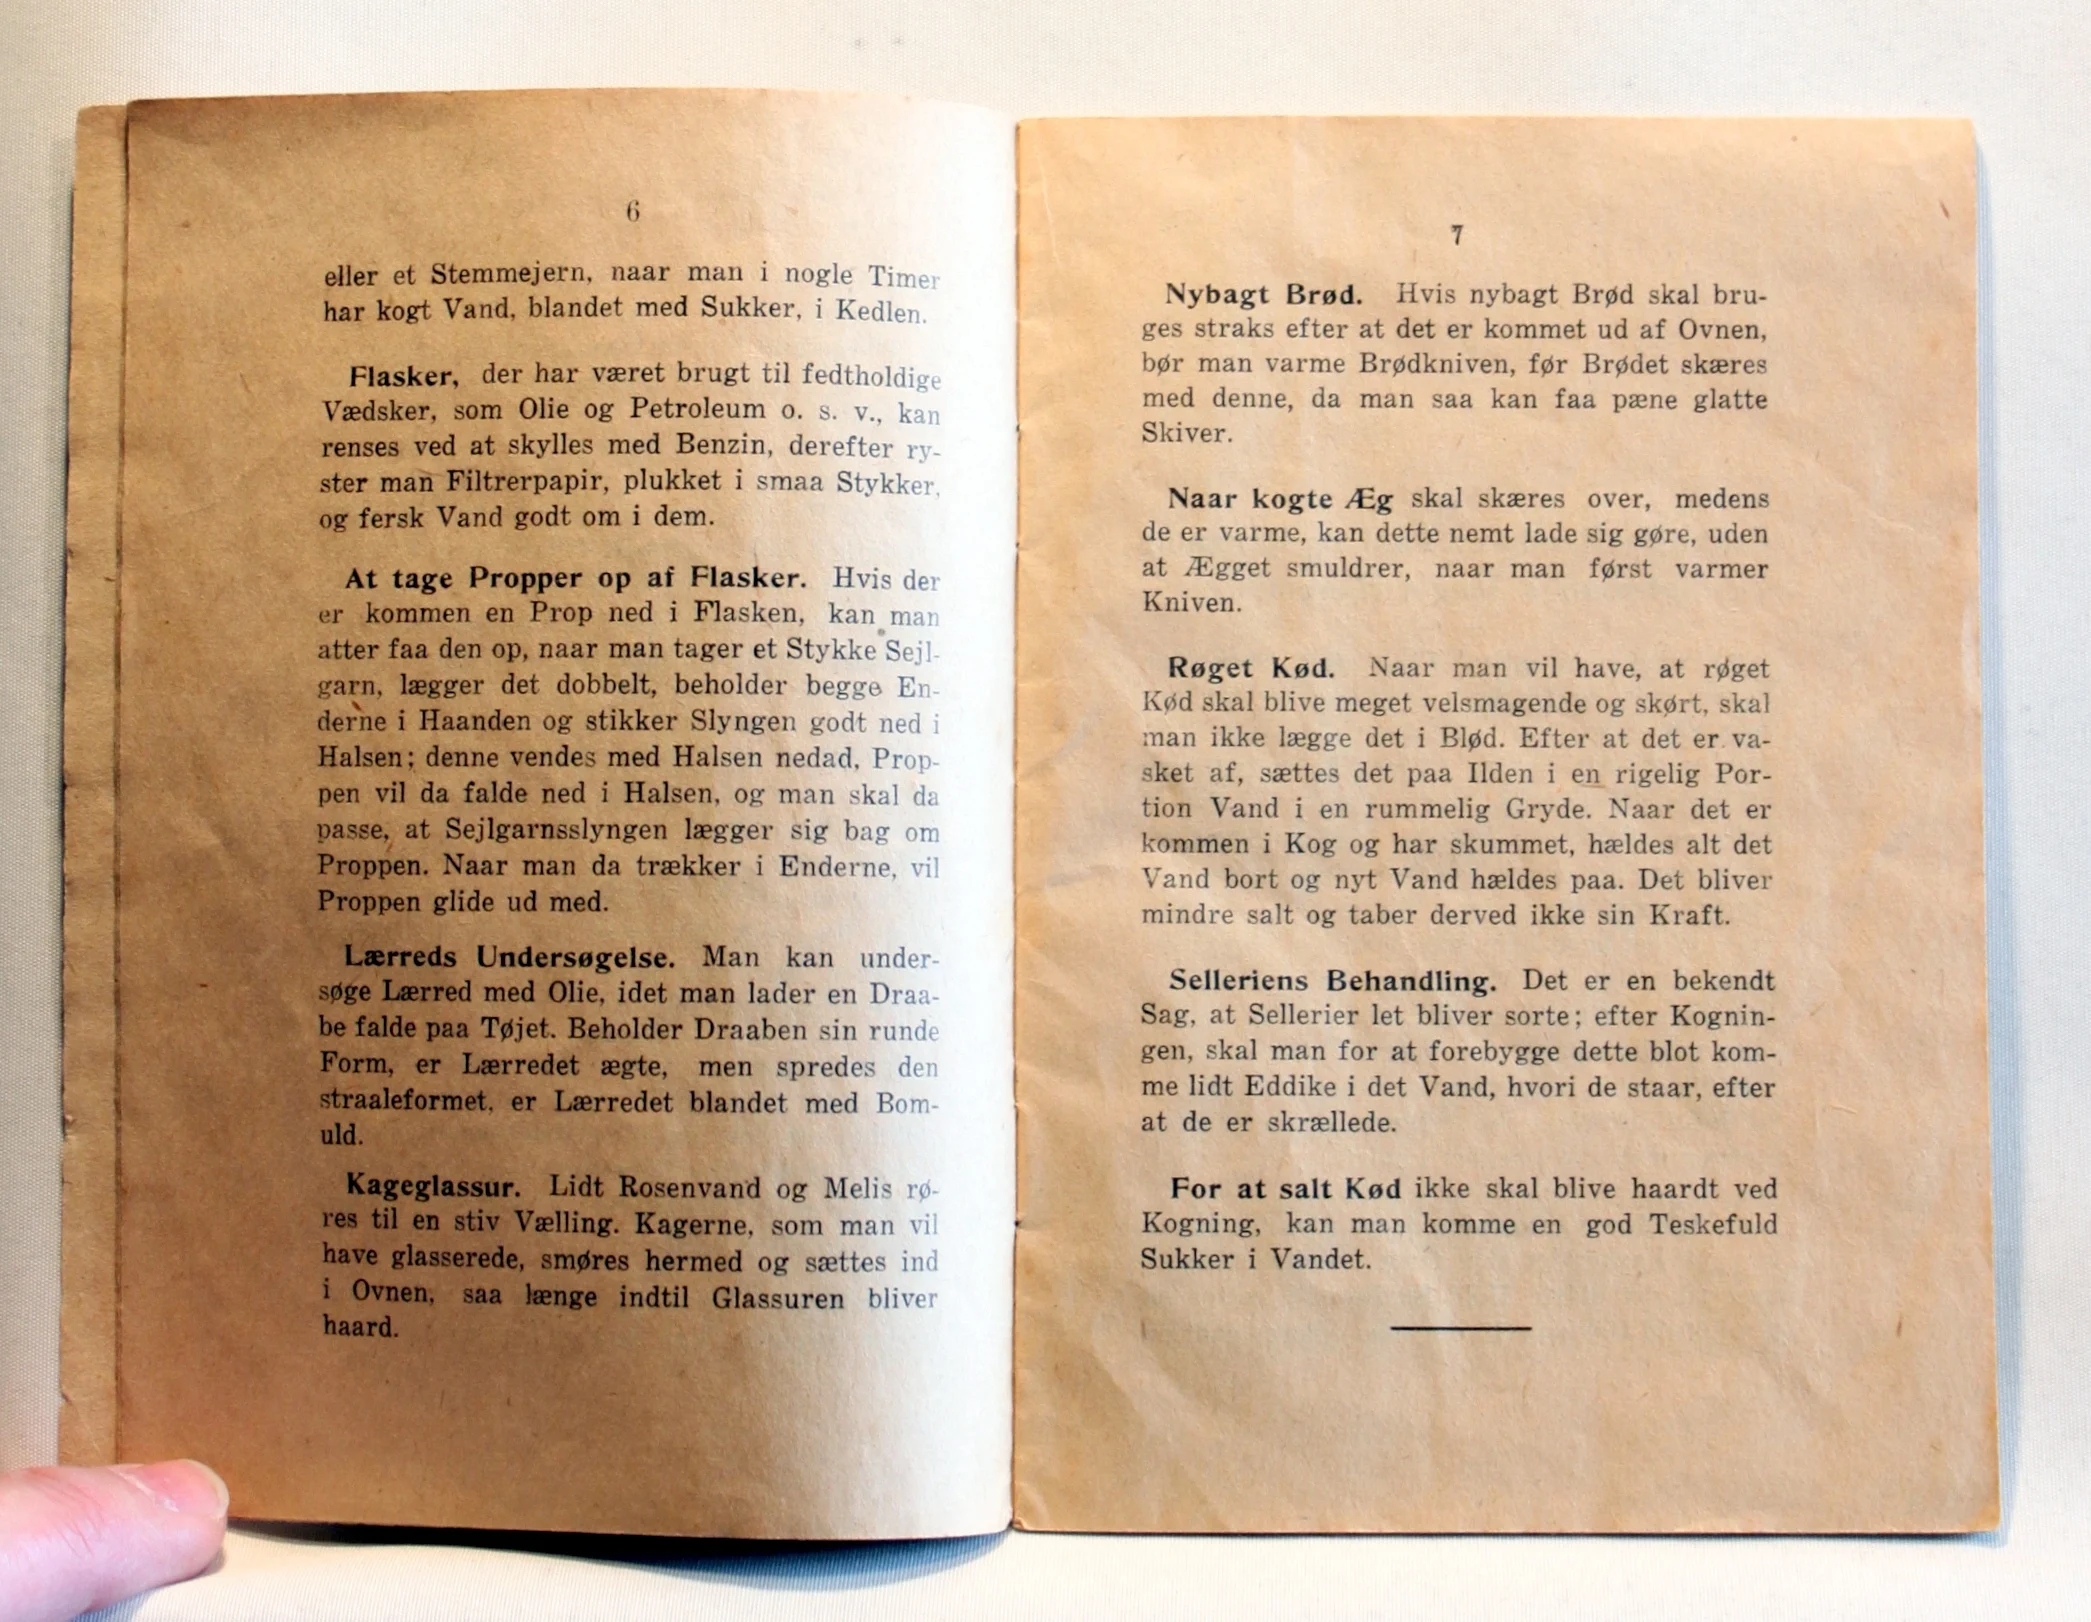 6
eller et Stemmejern, naar man i nogle Timer
har kogt Vand, blandet med Sukker, i Kedlen.
Flasker, der har været brugt til fedtholdige
Vædsker, som Olie og Petroleum o. s. v., kan
renses ved at skylles med Benzin, derefter ry-
ster man Filtrerpapir, plukket i smaa Stykker,
og fersk Vand godt om i dem.
At tage Propper op af Flasker. Hvis der
er kommen en Prop ned i Flasken, kan man
atter faa den op, naar man tager et Stykke Sejl-
garn, lægger det dobbelt, beholder begge En-
derne i Haanden og stikker Slyngen godt ned i
Halsen; denne vendes med Halsen nedad, Prop-
pen vil da falde ned i Halsen, og man skal da
passe, at Sejlgarnsslyngen lægger sig bag om
Proppen. Naar man da trækker i Enderne, vil
Proppen glide ud med.
Lærreds Undersøgelse. Man kan under-
søge Lærred med Olie, idet man lader en Draa-
be falde paa Tøjet. Beholder Draaben sin runde
Form, er Lærredet ægte, men spredes den
straaleformet, er Lærredet blandet med Bom-
uld.
Kageglassur. Lidt Rosenvand og Melis rø-
res til en stiv Vælling. Kagerne, som man vil
have glasserede, smøres hermed og sættes ind
i Ovnen, saa længe indtil Glassuren bliver
haard.
7
Nybagt Brød. Hvis nybagt Brød skal bru-
ges straks efter at det er kommet ud af Ovnen,
bør man varme Brødkniven, før Brødet skæres
med denne, da man saa kan faa pæne glatte
Skiver.
Naar kogte Æg skal skæres over, medens
de er varme, kan dette nemt lade sig gøre, uden
at Ægget smuldrer, naar man først varmer
Kniven.
Røget Kød. Naar man vil have, at røget
Kød skal blive meget velsmagende og skørt, skal
man ikke lægge det i Blød. Efter at det er va-
sket af, sættes det paa Ilden i en rigelig Por-
tion Vand i en rummelig Gryde. Naar det er
kommen i Kog og har skummet, hældes alt det
Vand bort og nyt Vand hældes paa. Det bliver
mindre salt og taber derved ikke sin Kraft.
Selleriens Behandling. Det er en bekendt
Sag, at Sellerier let bliver sorte; efter Kognin-
gen, skal man for at forebygge dette blot kom-
me lidt Eddike i det Vand, hvori de staar, efter
at de er skrællede.
For at salt Kød ikke skal blive haardt ved
Kogning, kan man komme en god Teskefuld
Sukker i Vandet.